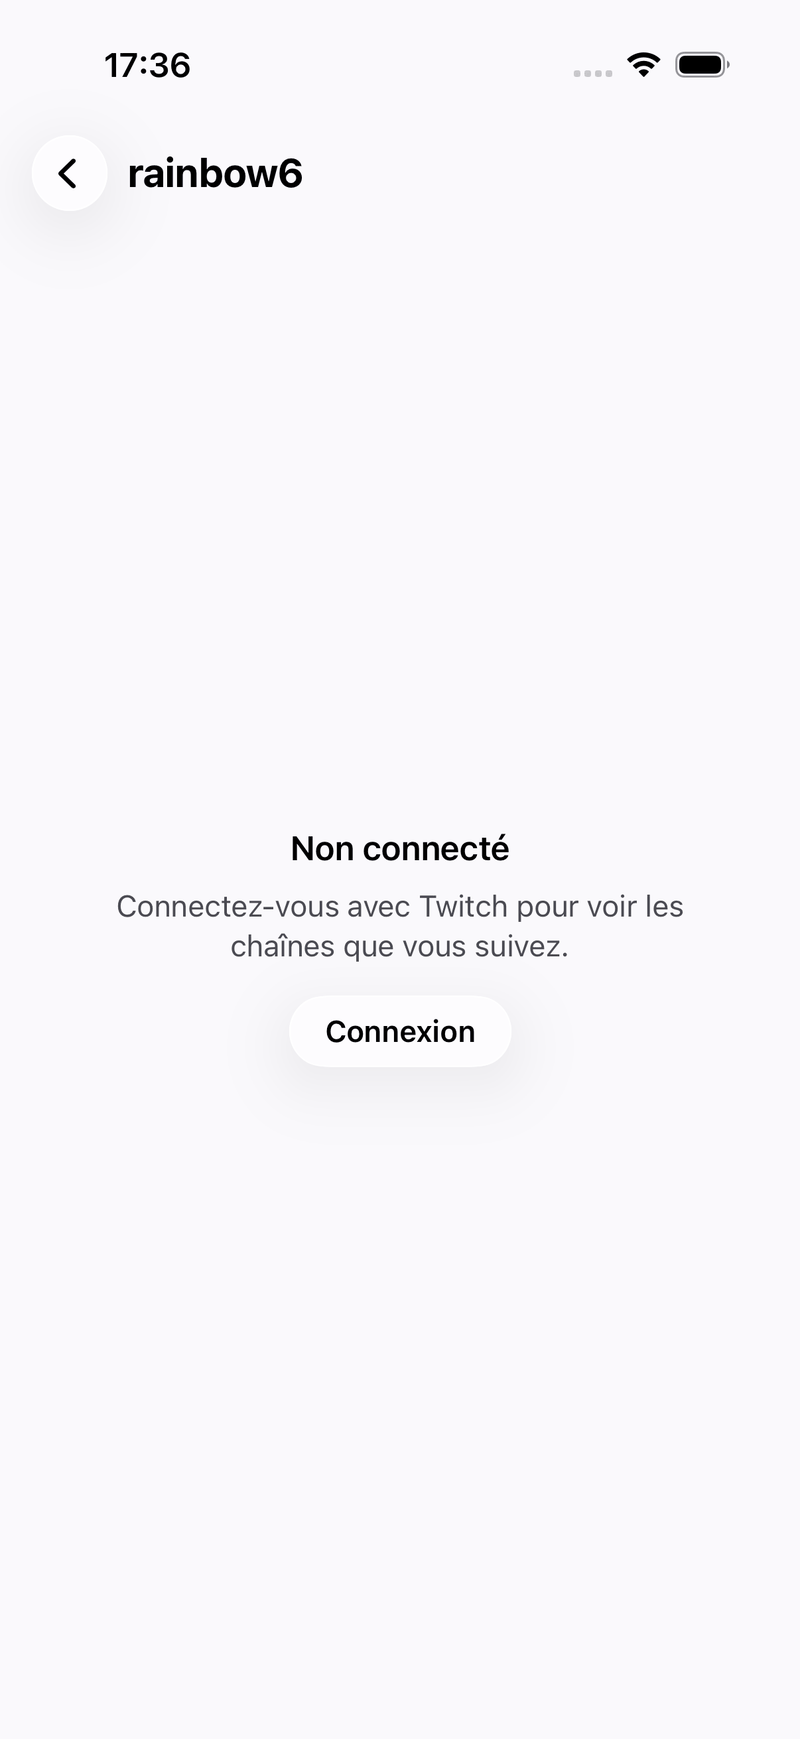 17:36
rainbow6
Non connecté
Connectez-vous avec Twitch pour voir les
chaînes que vous suivez.
Connexion